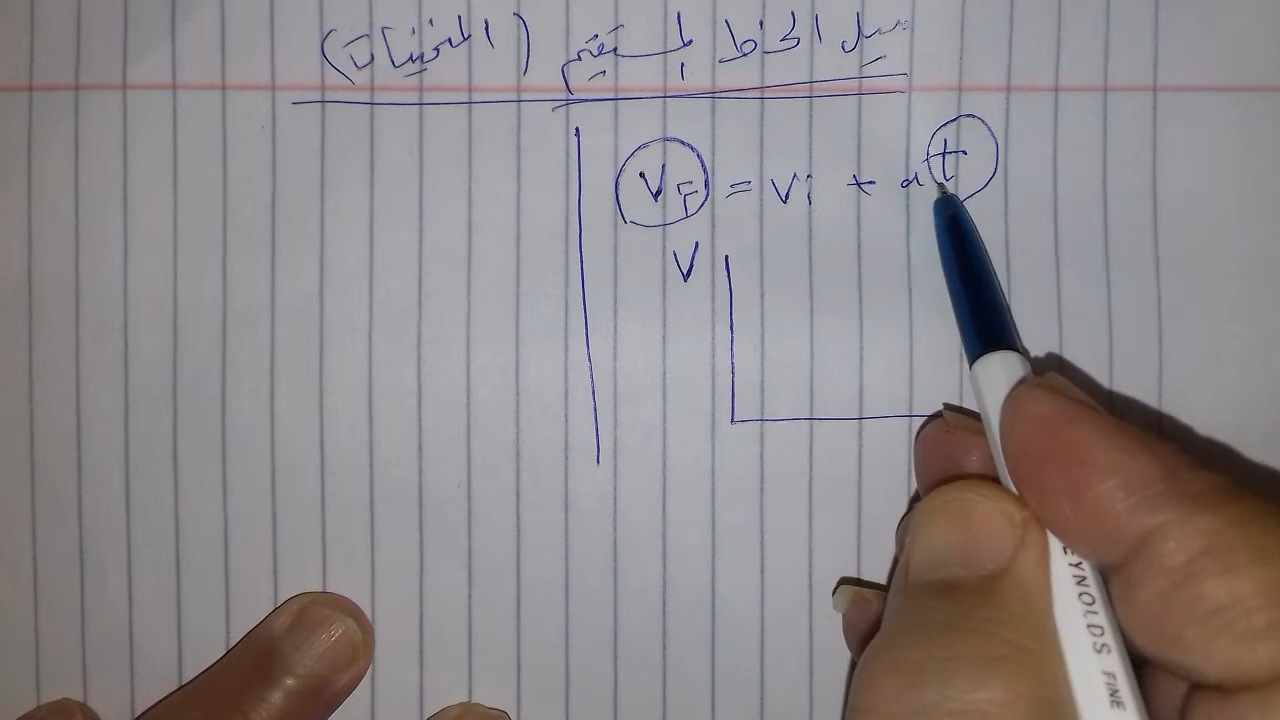 ميل الخط المستقيم (المنحنيات)
VF = Vi + at
V
REYNOLDS FINE